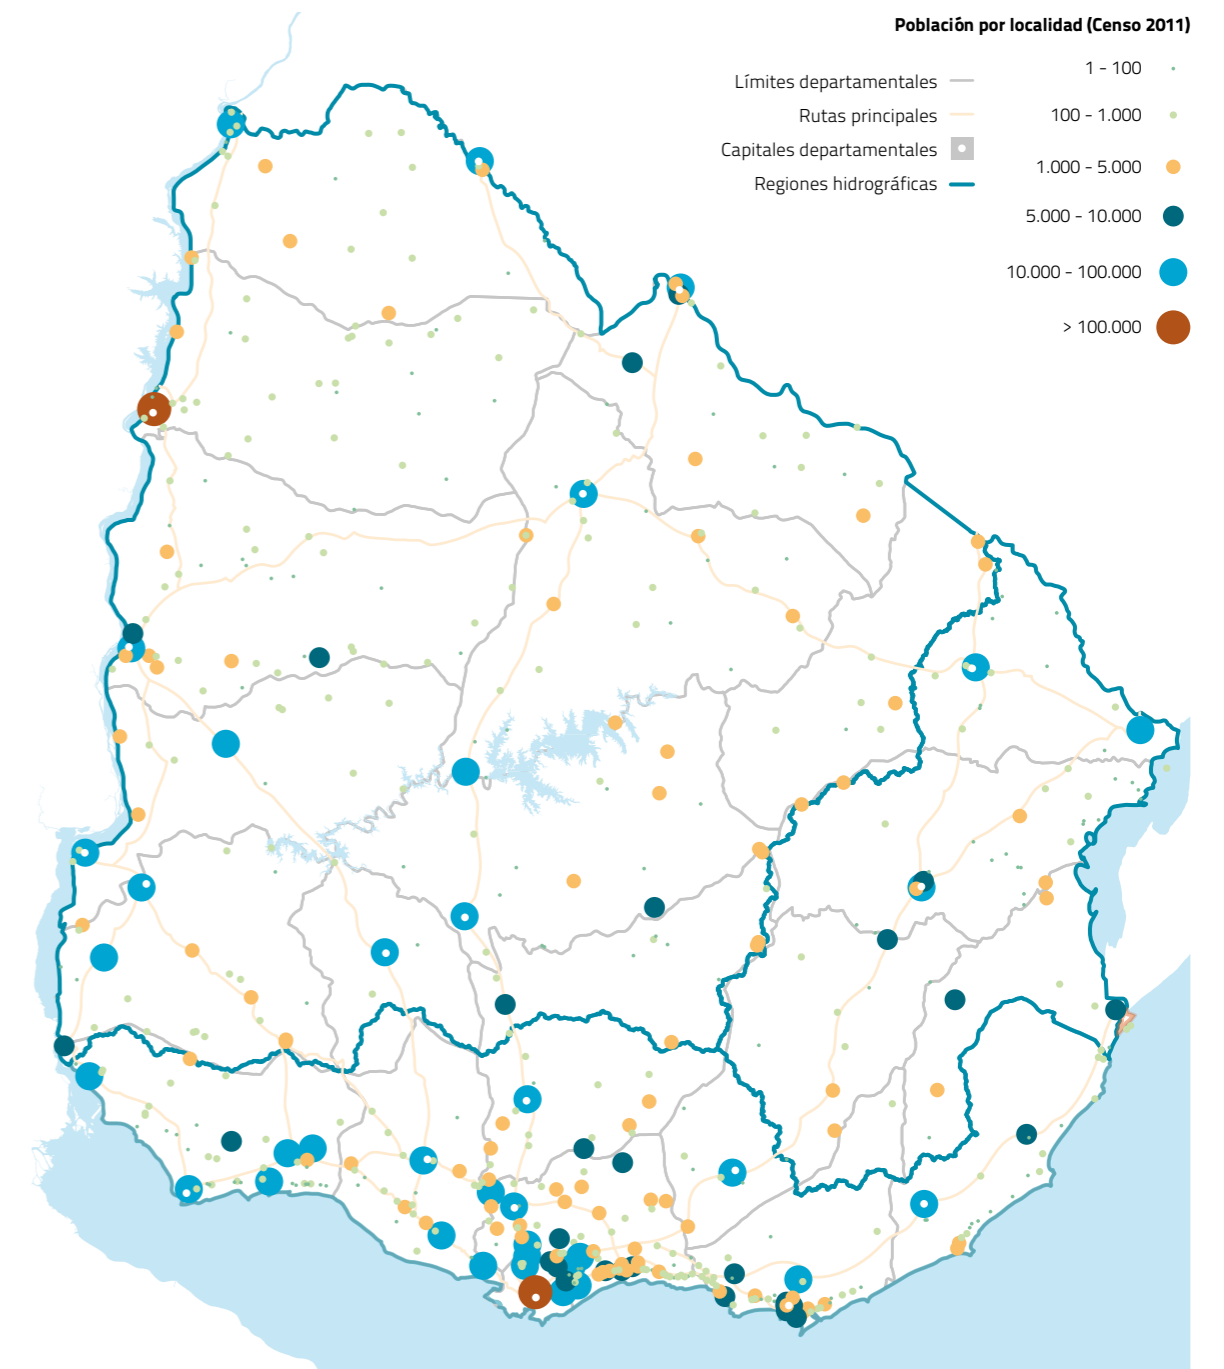 Población por localidad (Censo 2011)
Límites departamentales
Rutas principales
Capitales departamentales
Regiones hidrográficas
1 - 100
100 - 1.000
1.000 - 5.000
5.000 - 10.000
10.000 - 100.000
> 100.000